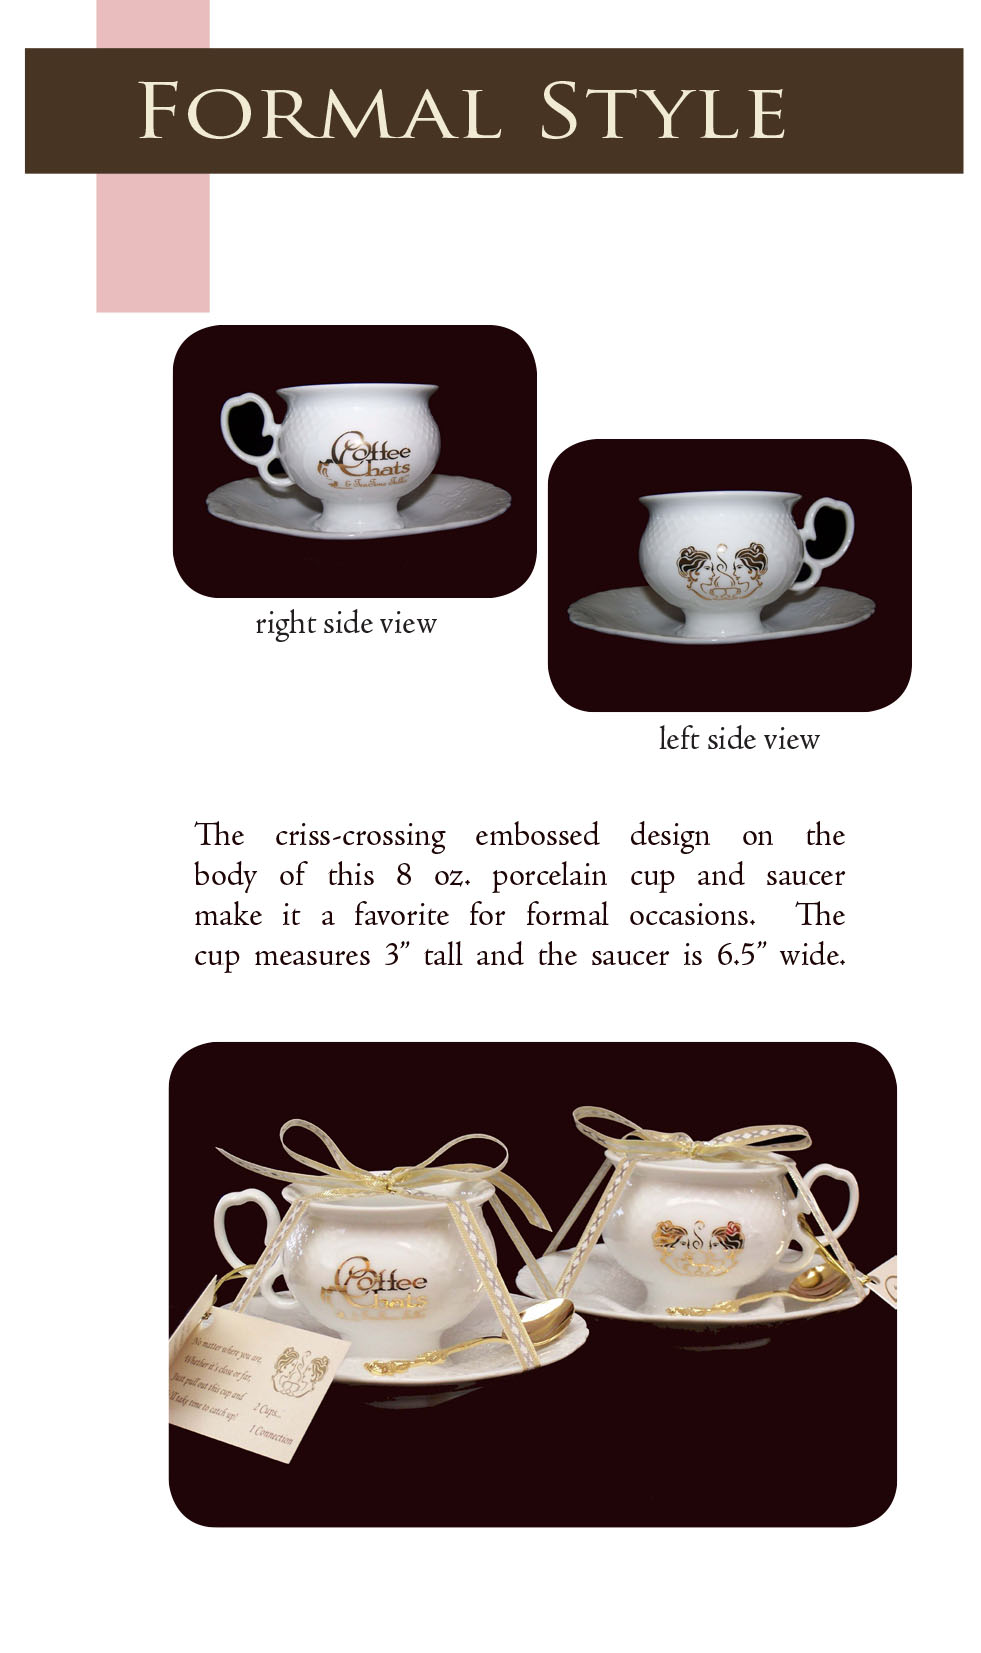 Formal Style
Coffee
Chats
& TeaTime Talks
right side view
left side view
The criss-crossing embossed design on the
body of this 8 oz. porcelain cup and saucer
make it a favorite for formal occasions. The
cup measures 3” tall and the saucer is 6.5” wide.
Coffee
Chats
No matter where you are,
Whether it's close or far,
Just pull out this cup and
take time to catch up!
2 Cups...
1 Connection